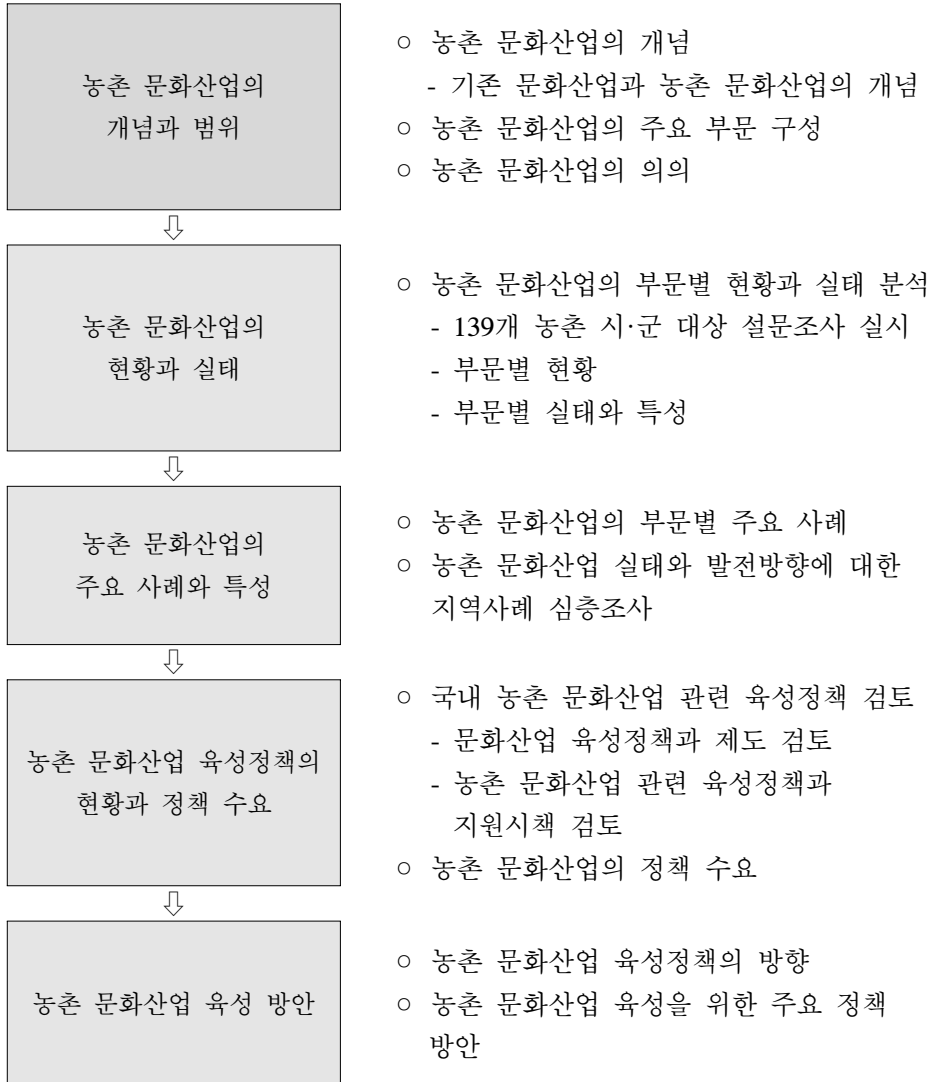 농촌 문화산업의
개념과 범위
○ 농촌 문화산업의 개념
- 기존 문화산업과 농촌 문화산업의 개념
○ 농촌 문화산업의 주요 부문 구성
○ 농촌 문화산업의 의의
⇩
농촌 문화산업의
현황과 실태
○ 농촌 문화산업의 부문별 현황과 실태 분석
- 139개 농촌 시·군 대상 설문조사 실시
- 부문별 현황
- 부문별 실태와 특성
⇩
농촌 문화산업의
주요 사례와 특성
○ 농촌 문화산업의 부문별 주요 사례
○ 농촌 문화산업 실태와 발전방향에 대한
지역사례 심층조사
⇩
농촌 문화산업 육성정책의
현황과 정책 수요
○ 국내 농촌 문화산업 관련 육성정책 검토
- 문화산업 육성정책과 제도 검토
- 농촌 문화산업 관련 육성정책과
지원시책 검토
○ 농촌 문화산업의 정책 수요
⇩
농촌 문화산업 육성 방안
○ 농촌 문화산업 육성정책의 방향
○ 농촌 문화산업 육성을 위한 주요 정책
방안